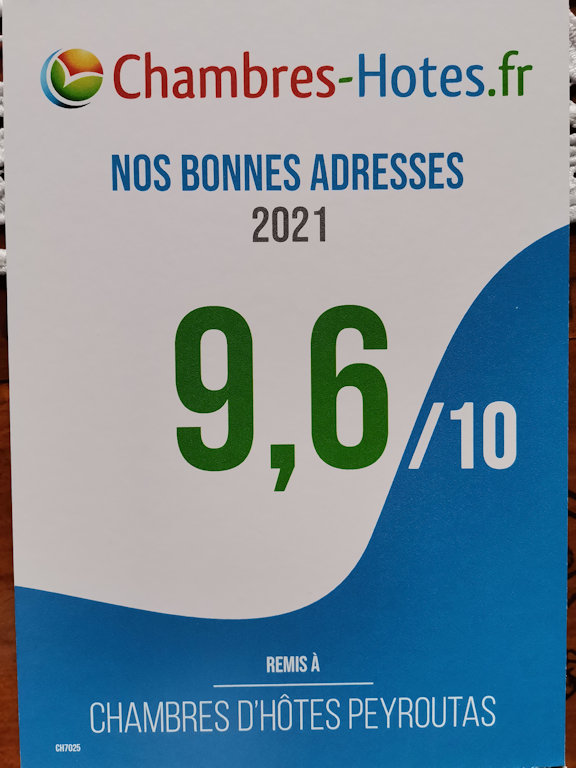 Chambres-Hotes.fr
NOS BONNES ADRESSES
2021
9,6/10
REMIS À
CHAMBRES D'HÔTES PEYROUTAS
CH7025